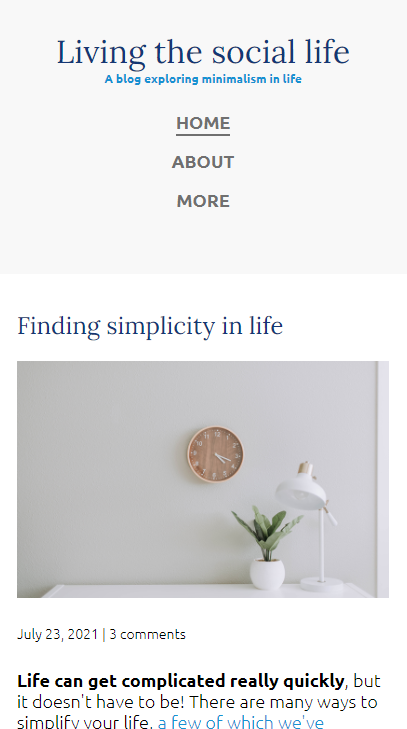 Living the social life
A blog exploring minimalism in life
HOME
ABOUT
MORE
Finding simplicity in life
July 23, 2021 | 3 comments
Life can get complicated really quickly, but
it doesn't have to be! There are many ways to
simplify your life, a few of which we've